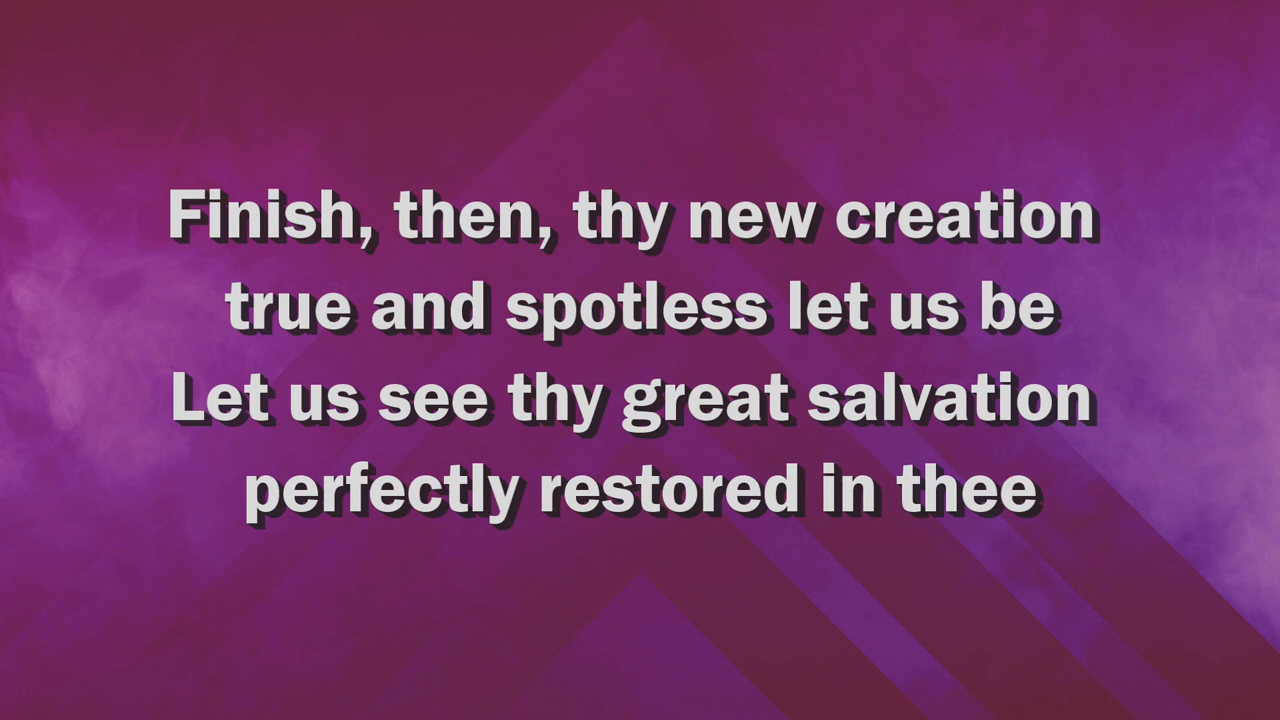 Finish, then, thy new creation
true and spotless let us be
Let us see thy great salvation
perfectly restored in thee